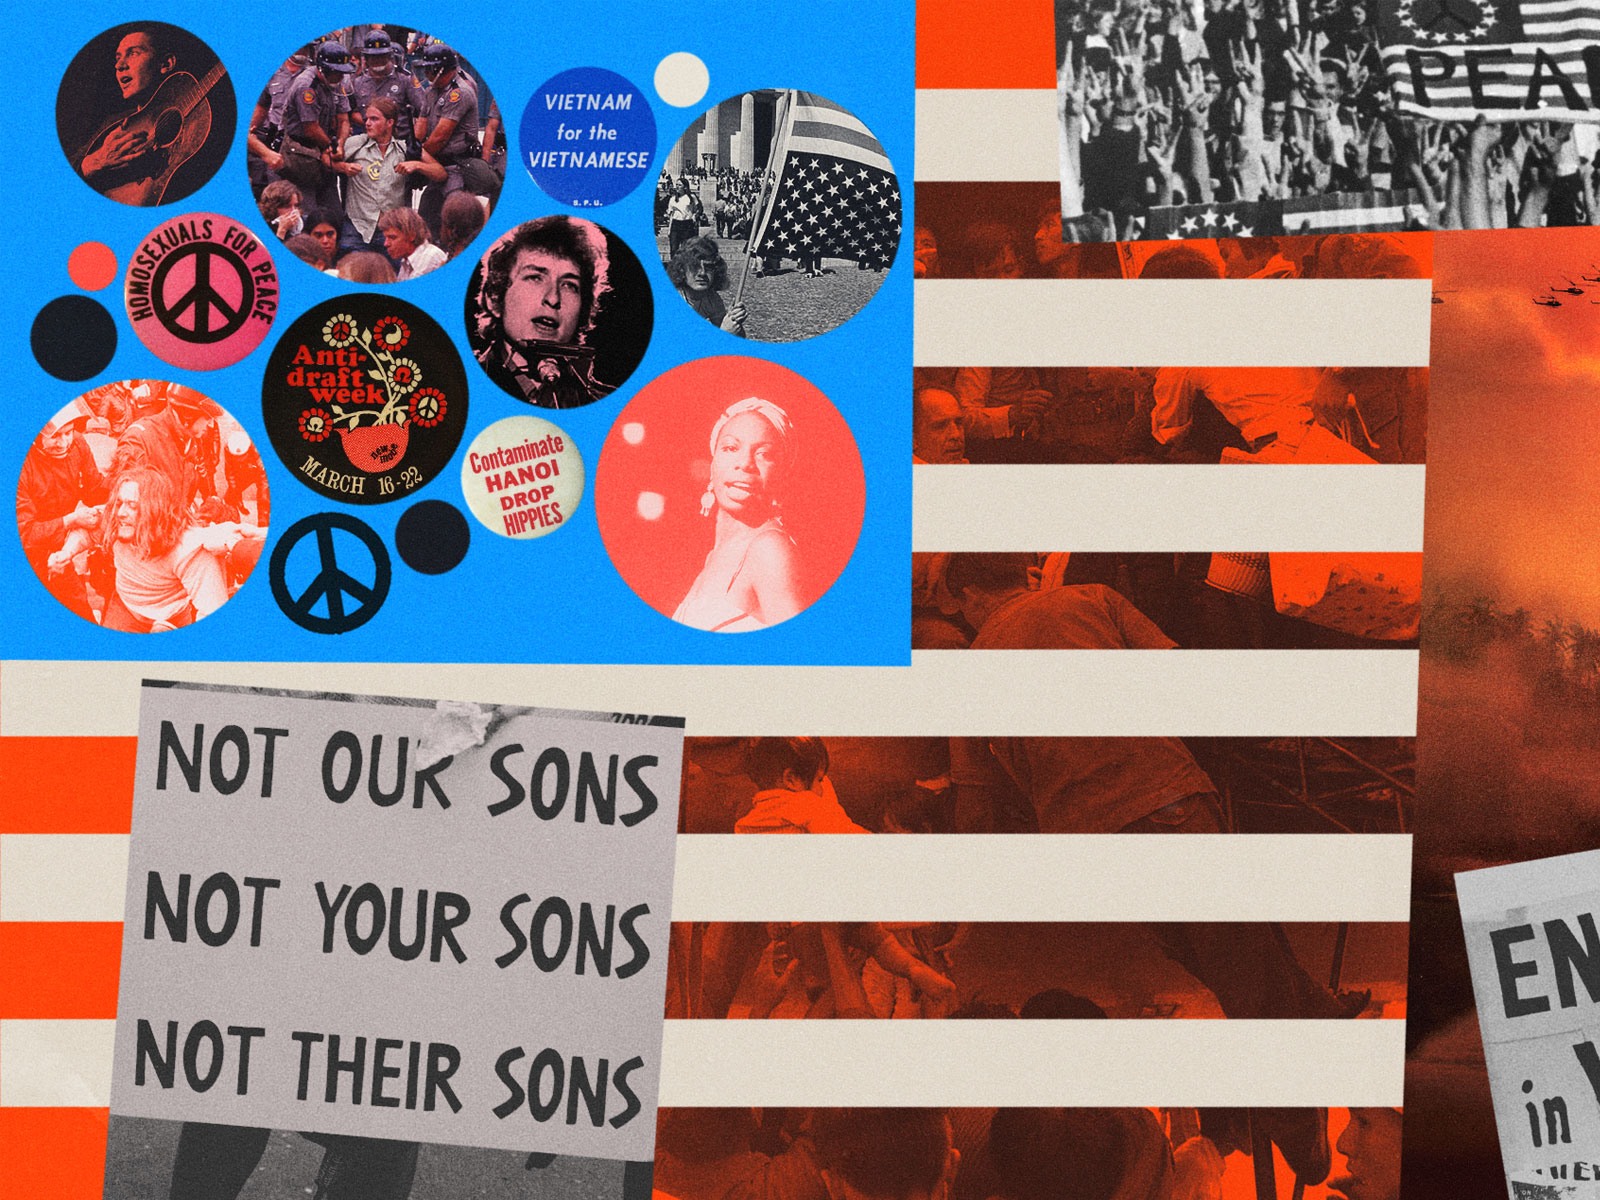 VIETNAM
for the
VIETNAMESE
S.P.U.
HOMOSEXUALS FOR PEACE
Anti-
draft
week
MARCH 16-22
Contaminate
HANOI
DROP
HIPPIES
PEA
NOT OUR SONS
NOT YOUR SONS
NOT THEIR SONS
EN
in